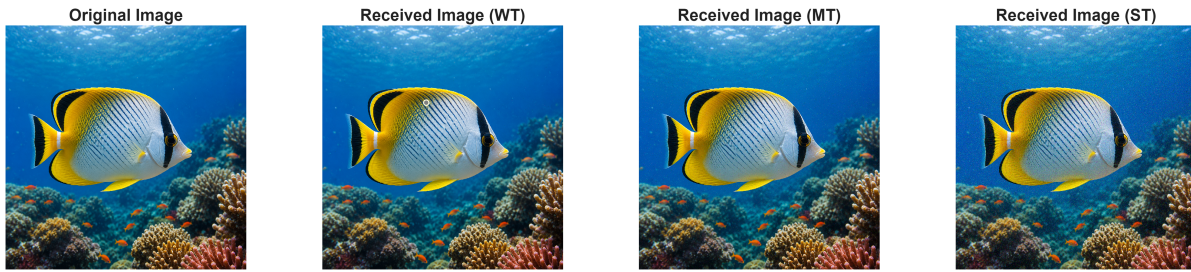 Original Image
Received Image (WT)
Received Image (MT)
Received Image (ST)